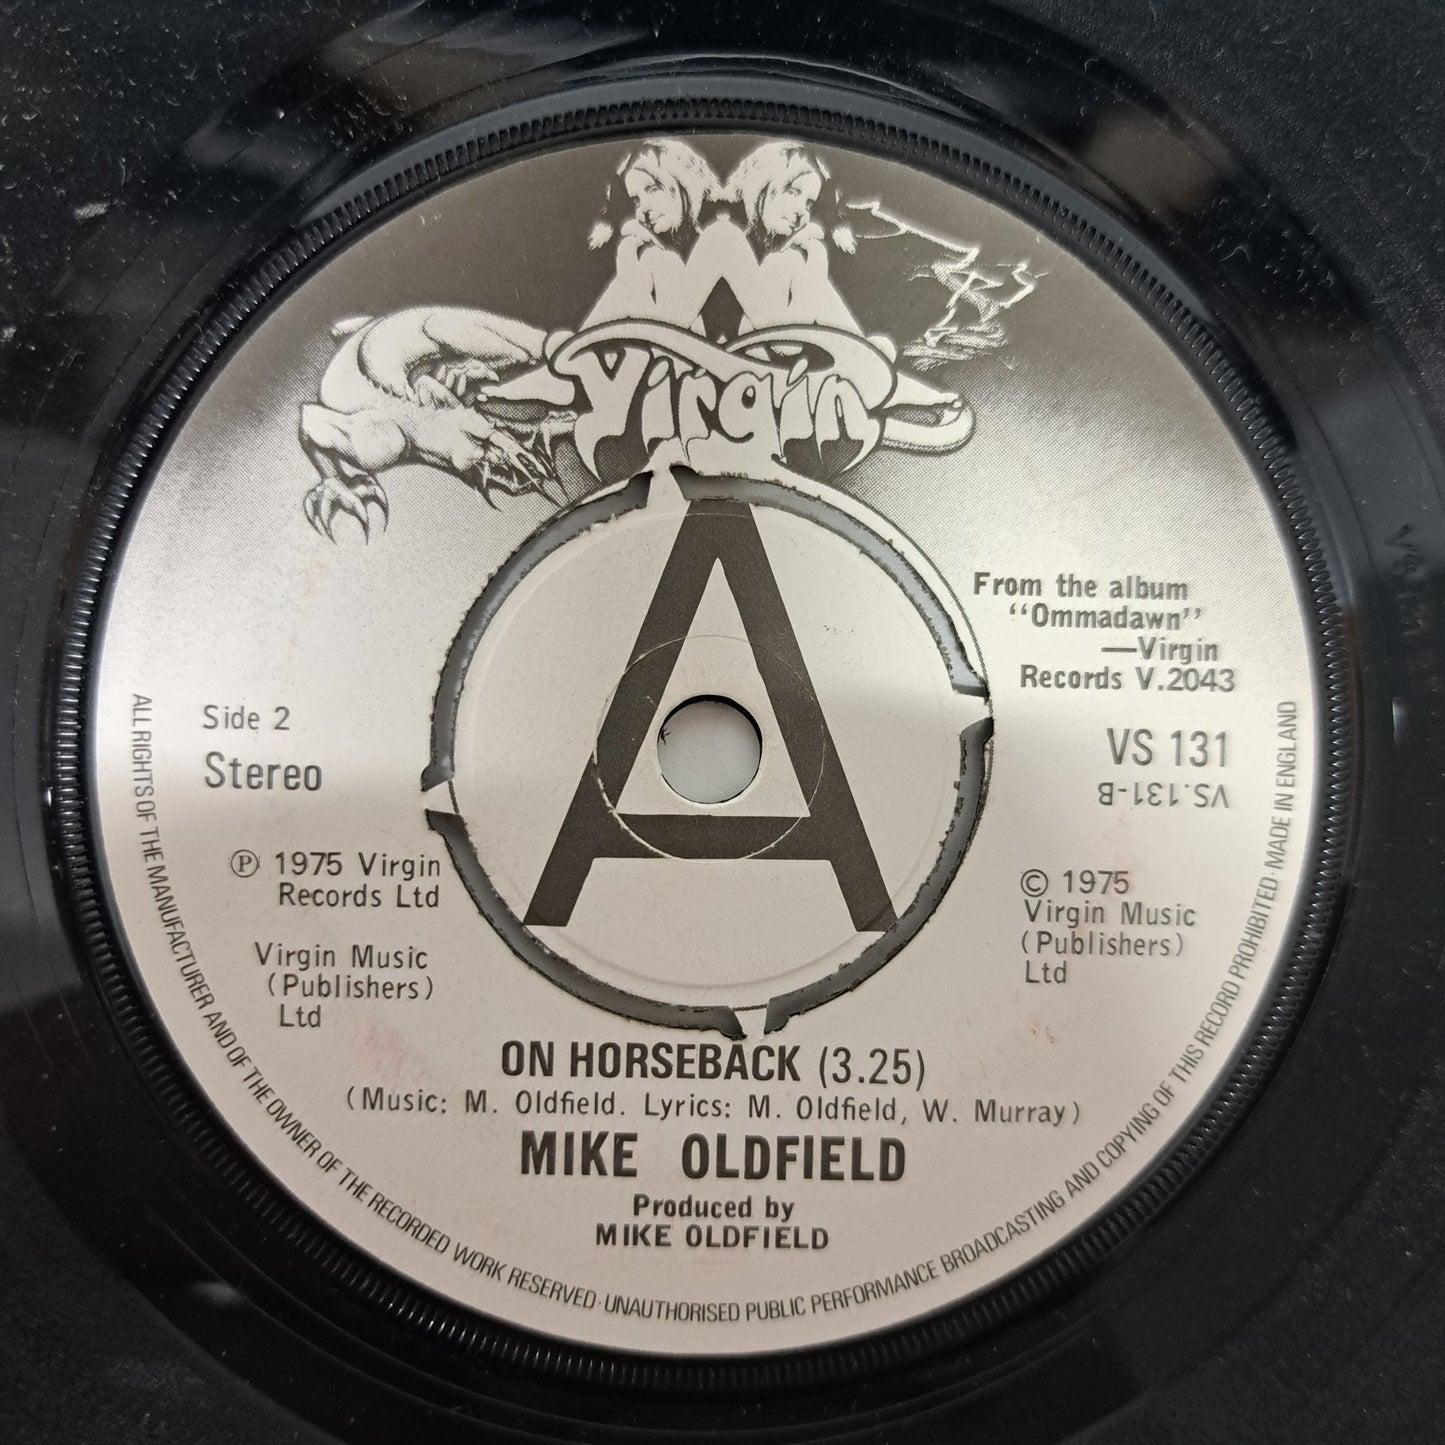 Virgin
A
From the album
"Ommadawn"
—Virgin
Records V.2043
Side 2
Stereo
VS 131
VS.131-B
℗ 1975 Virgin
Records Ltd
Virgin Music
(Publishers)
Ltd
© 1975
Virgin Music
(Publishers)
Ltd
ON HORSEBACK (3.25)
(Music: M. Oldfield. Lyrics: M. Oldfield, W. Murray)
MIKE OLDFIELD
Produced by
MIKE OLDFIELD
ALL RIGHTS OF THE MANUFACTURER AND OF THE OWNER OF THE RECORDED WORK RESERVED · UNAUTHORISED PUBLIC PERFORMANCE BROADCASTING AND COPYING OF THIS RECORD PROHIBITED · MADE IN ENGLAND